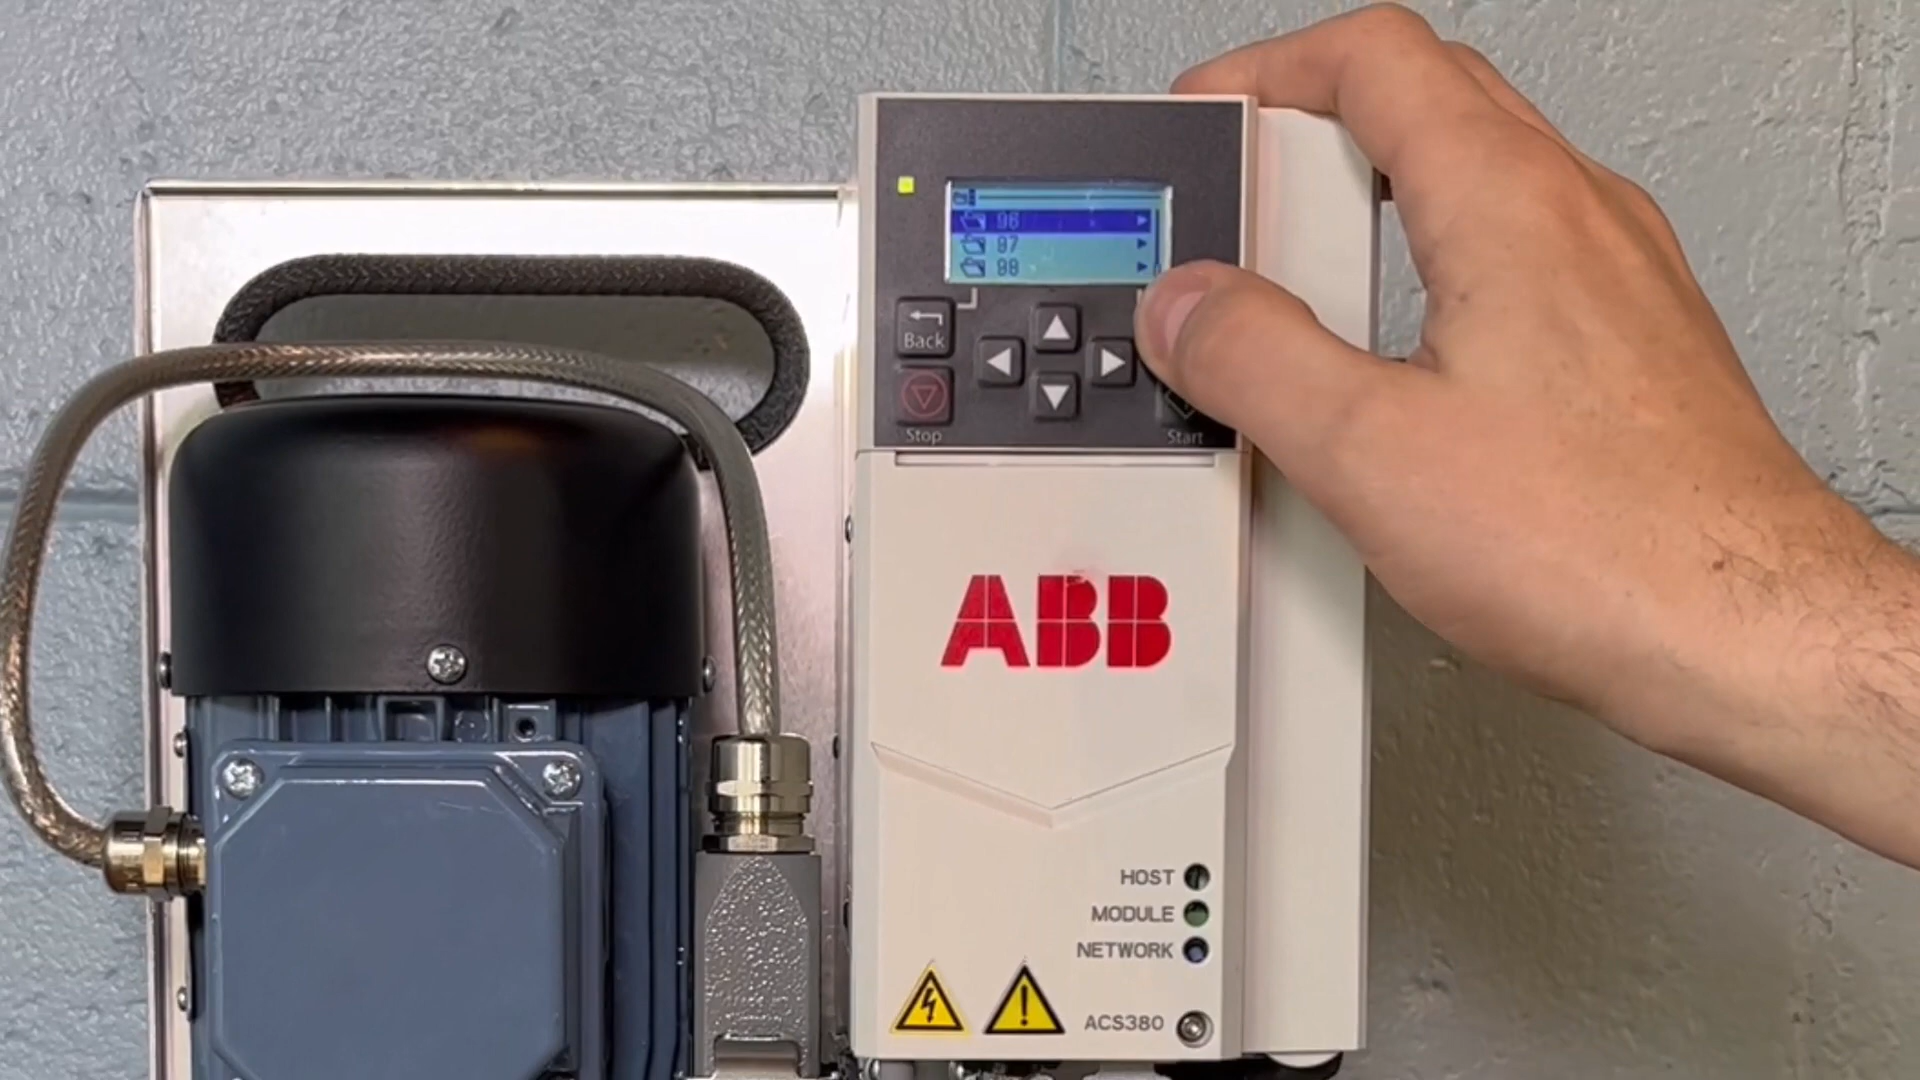 96
97
98
Back
Stop
Start
ABB
HOST
MODULE
NETWORK
ACS380